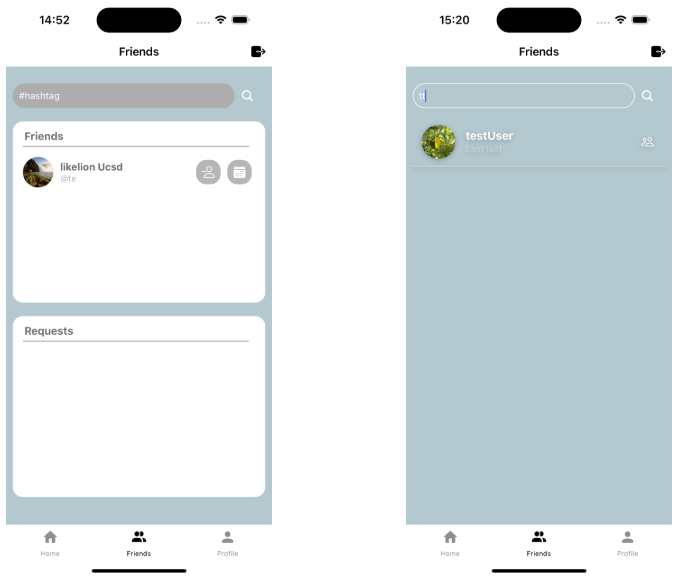 14:52
Friends
#hashtag
Friends
likelion Ucsd
@te
Requests
Home Friends Profile
15:20
Friends
tt
testUser
Last test
Home Friends Profile